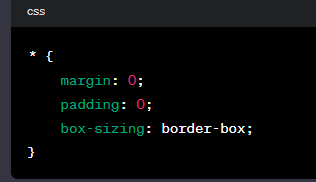 css
* {
    margin: 0;
    padding: 0;
    box-sizing: border-box;
}